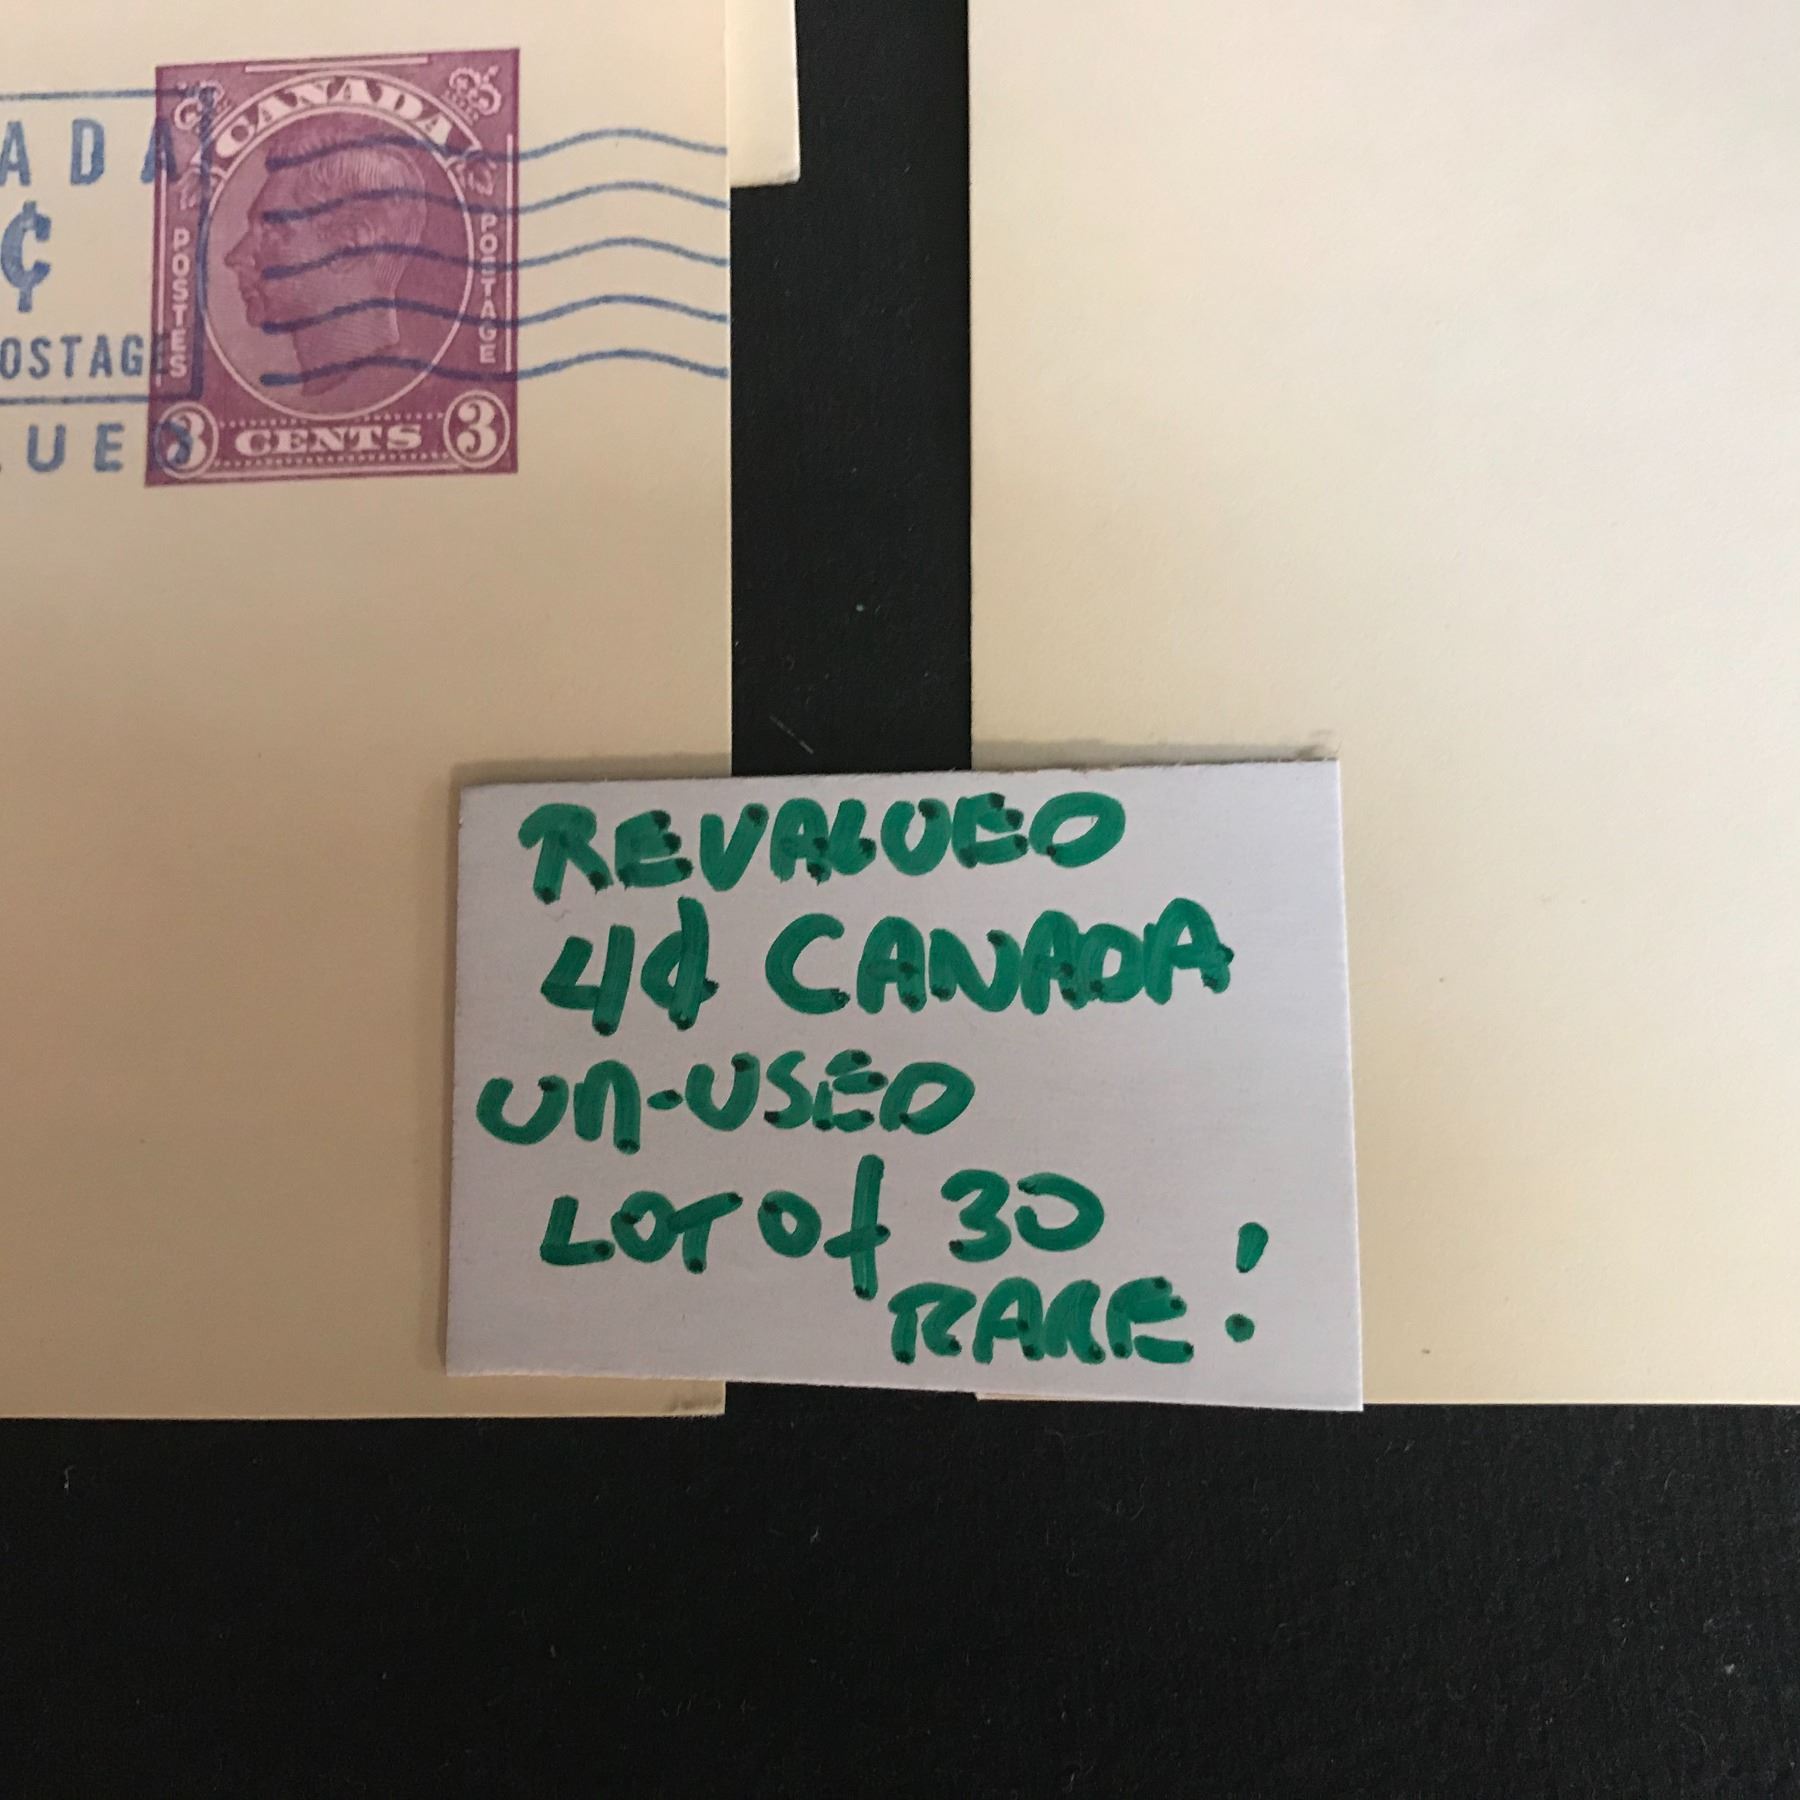 ADA
¢
OSTAGE
LUED
CANADA
POSTES
POSTAGE
3 CENTS 3
REVALUED
4¢ CANADA
Un-USED
LOT Of 30
RARE!